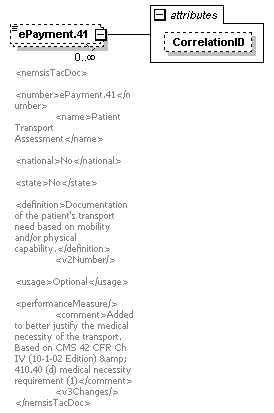 ePayment.41
attributes
CorrelationID
0..∞
<nemsisTacDoc>
<number>ePayment.41</n
umber>
<name>Patient
Transport
Assessment</name>
<national>No</national>
<state>No</state>
<definition>Documentation
of the patient's transport
need based on mobility
and/or physical
capability.</definition>
<v2Number/>
<usage>Optional</usage>
<performanceMeasure/>
<comment>Added
to better justify the medical
necessity of the transport.
Based on CMS 42 CFR Ch
IV (10-1-02 Edition) &amp;
410.40 (d) medical necessity
requirement (1)</comment>
<v3Changes/>
</nemsisTacDoc>